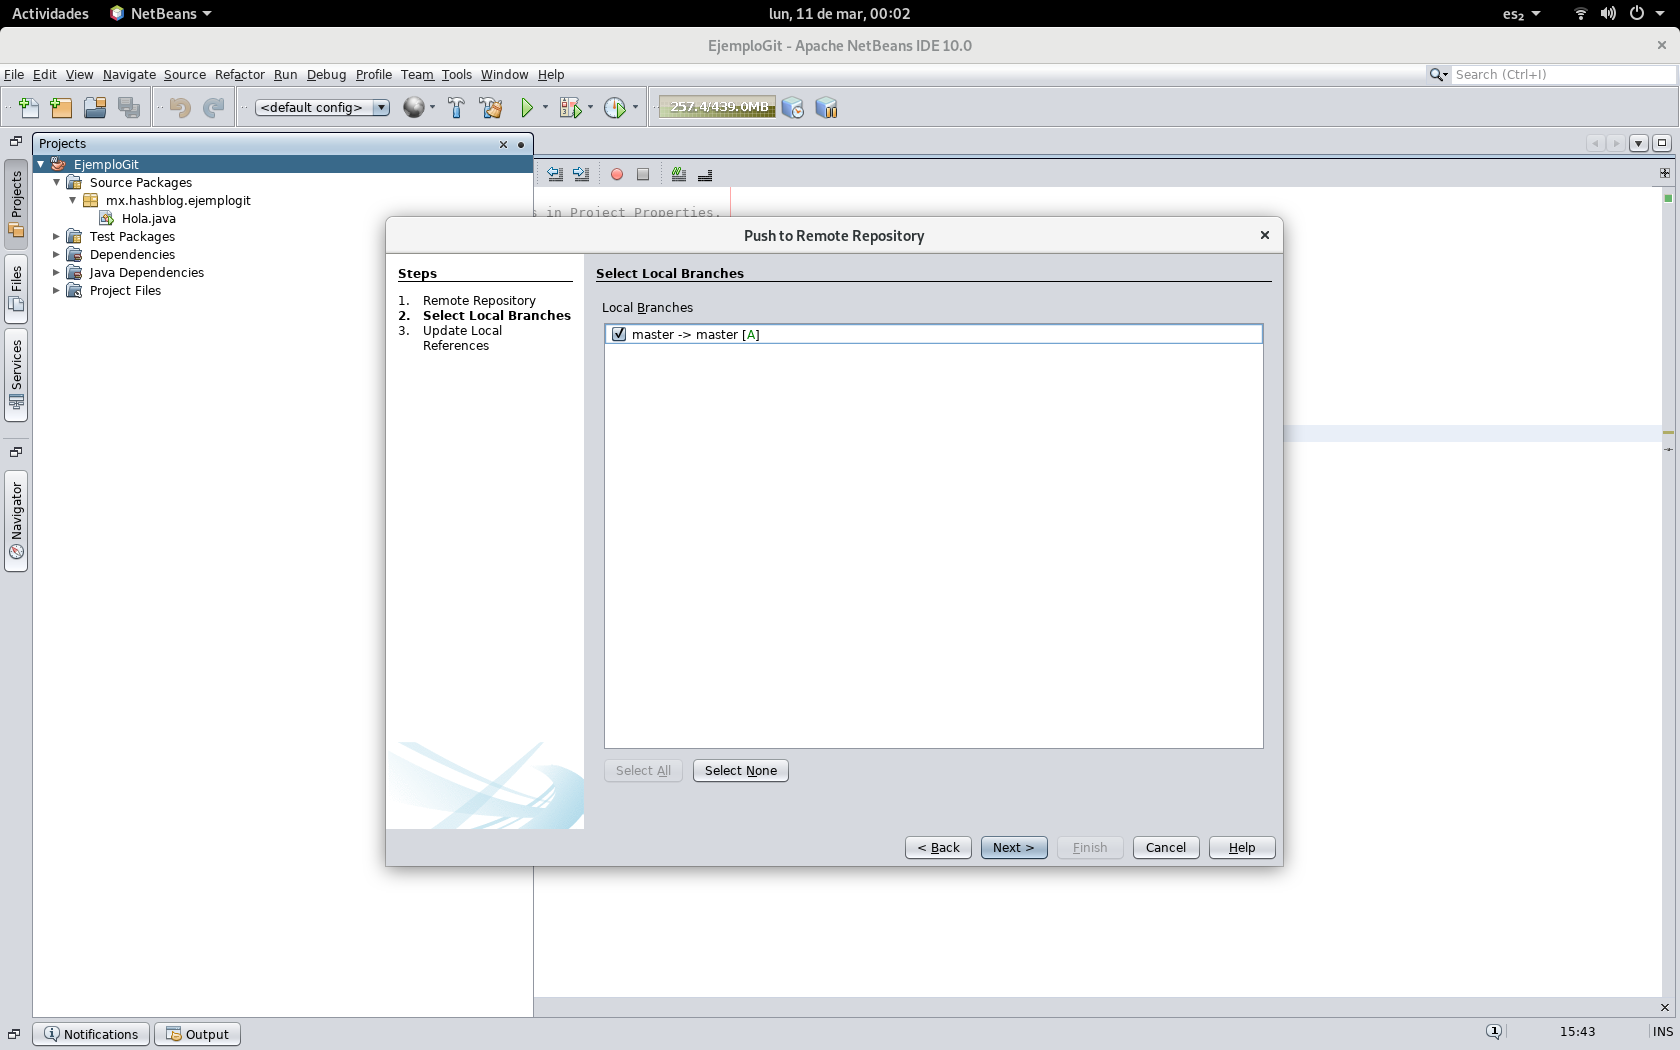 Actividades NetBeans lun, 11 de mar, 00:02 es₂
EjemploGit - Apache NetBeans IDE 10.0
File Edit View Navigate Source Refactor Run Debug Profile Team Tools Window Help Search (Ctrl+I)
<default config> 257.4/439.0MB
Projects
Projects
Files
Services
Navigator
EjemploGit
Source Packages
mx.hashblog.ejemplogit
Hola.java
Test Packages
Dependencies
Java Dependencies
Project Files
s in Project Properties.
Push to Remote Repository
Steps
1. Remote Repository
2. Select Local Branches
3. Update Local
References
Select Local Branches
Local Branches
master -> master [A]
Select All Select None
< Back Next > Finish Cancel Help
Notifications Output 1 15:43 INS